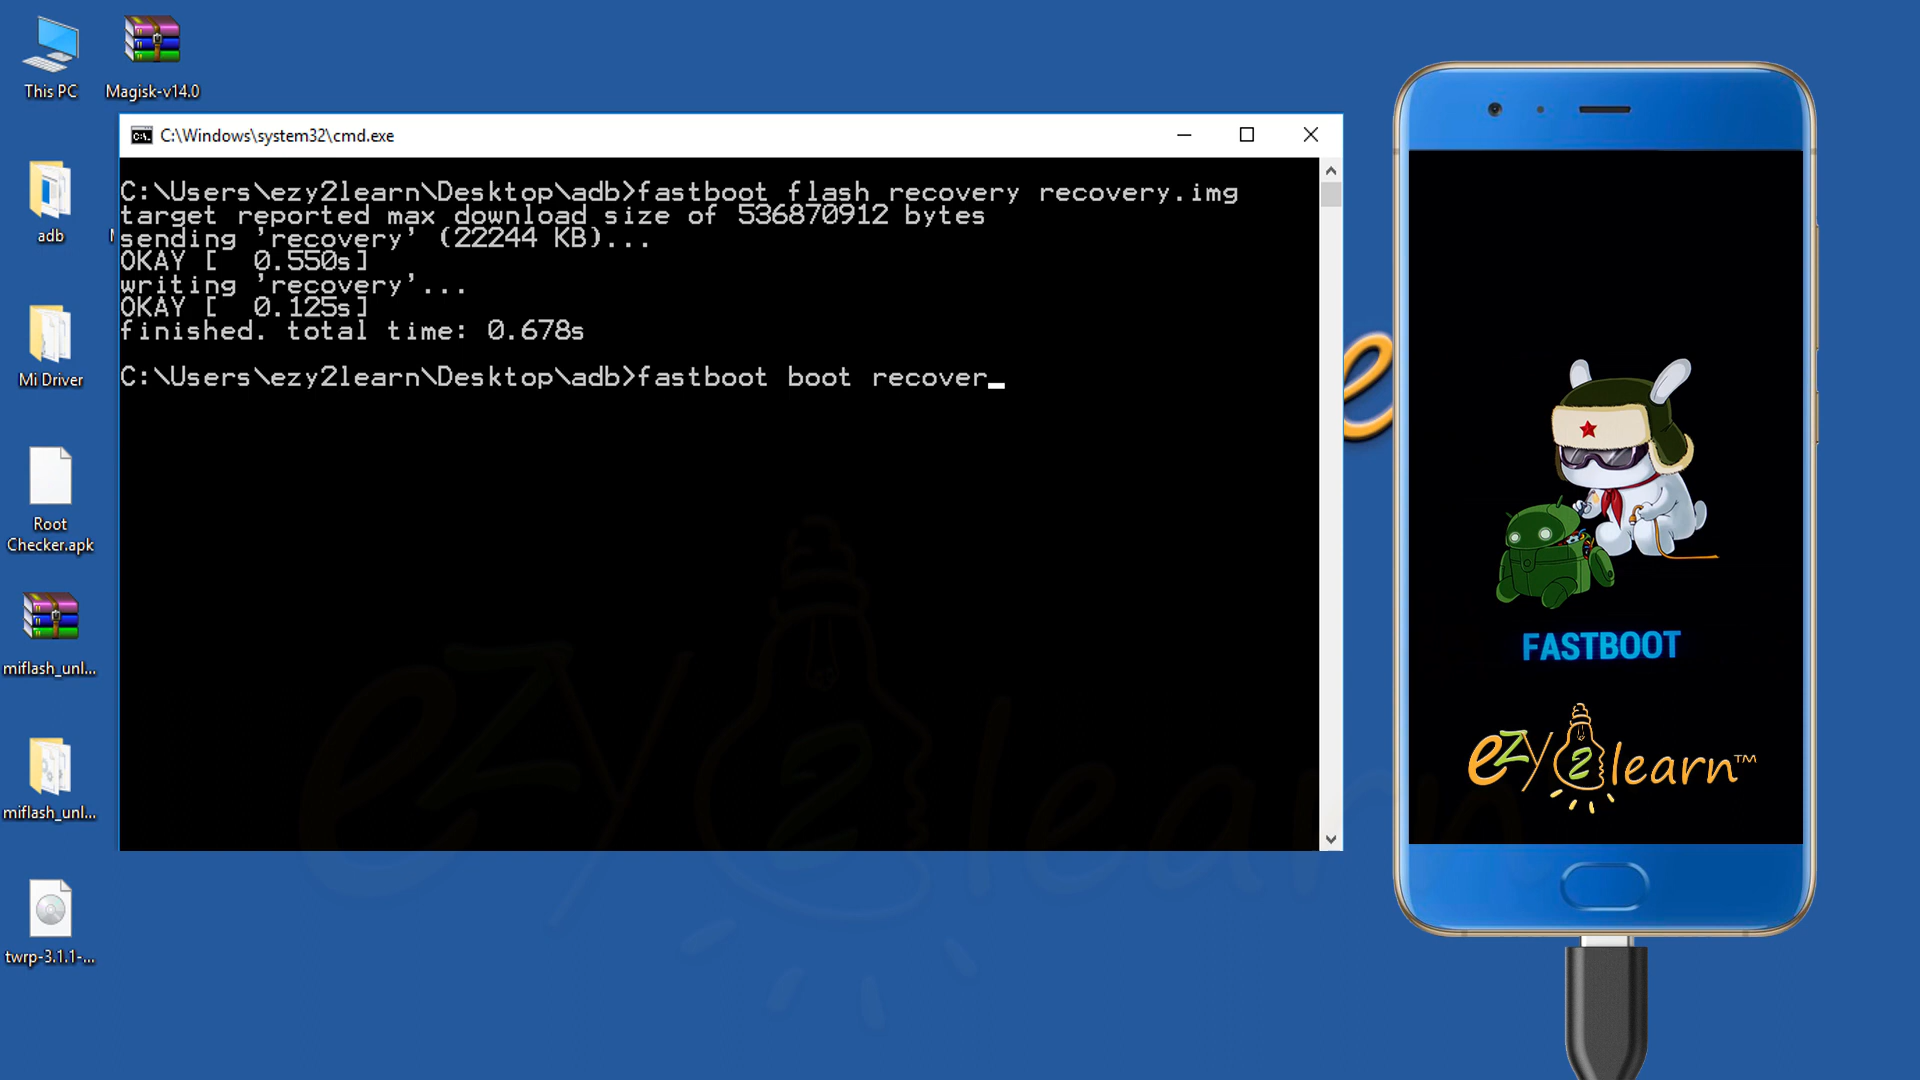 This PC
Magisk-v14.0
adb
Mi Driver
Root
Checker.apk
miflash_unl...
miflash_unl...
twrp-3.1.1-...
C:\Windows\system32\cmd.exe
C:\Users\ezy2learn\Desktop\adb>fastboot flash recovery recovery.img
target reported max download size of 536870912 bytes
sending 'recovery' (22244 KB)...
OKAY [  0.550s]
writing 'recovery'...
OKAY [  0.125s]
finished. total time: 0.678s
C:\Users\ezy2learn\Desktop\adb>fastboot boot recover_
ezy2learn
FASTBOOT
ezy2learn™